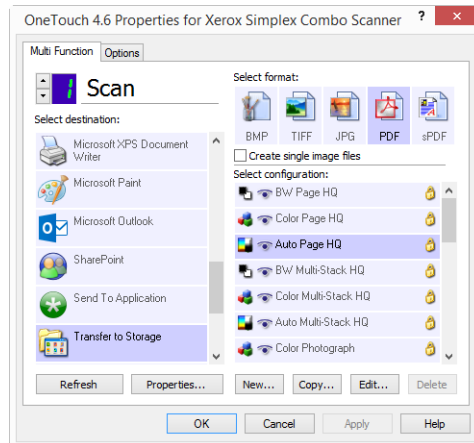 OneTouch 4.6 Properties for Xerox Simplex Combo Scanner ? ×
Multi Function Options
1 Scan
Select destination:
Microsoft XPS Document
Writer
Microsoft Paint
Microsoft Outlook
SharePoint
Send To Application
Transfer to Storage
Select format:
BMP TIFF JPG PDF sPDF
Create single image files
Select configuration:
BW Page HQ
Color Page HQ
Auto Page HQ
BW Multi-Stack HQ
Color Multi-Stack HQ
Auto Multi-Stack HQ
Color Photograph
Refresh Properties... New... Copy... Edit... Delete
OK Cancel Apply Help